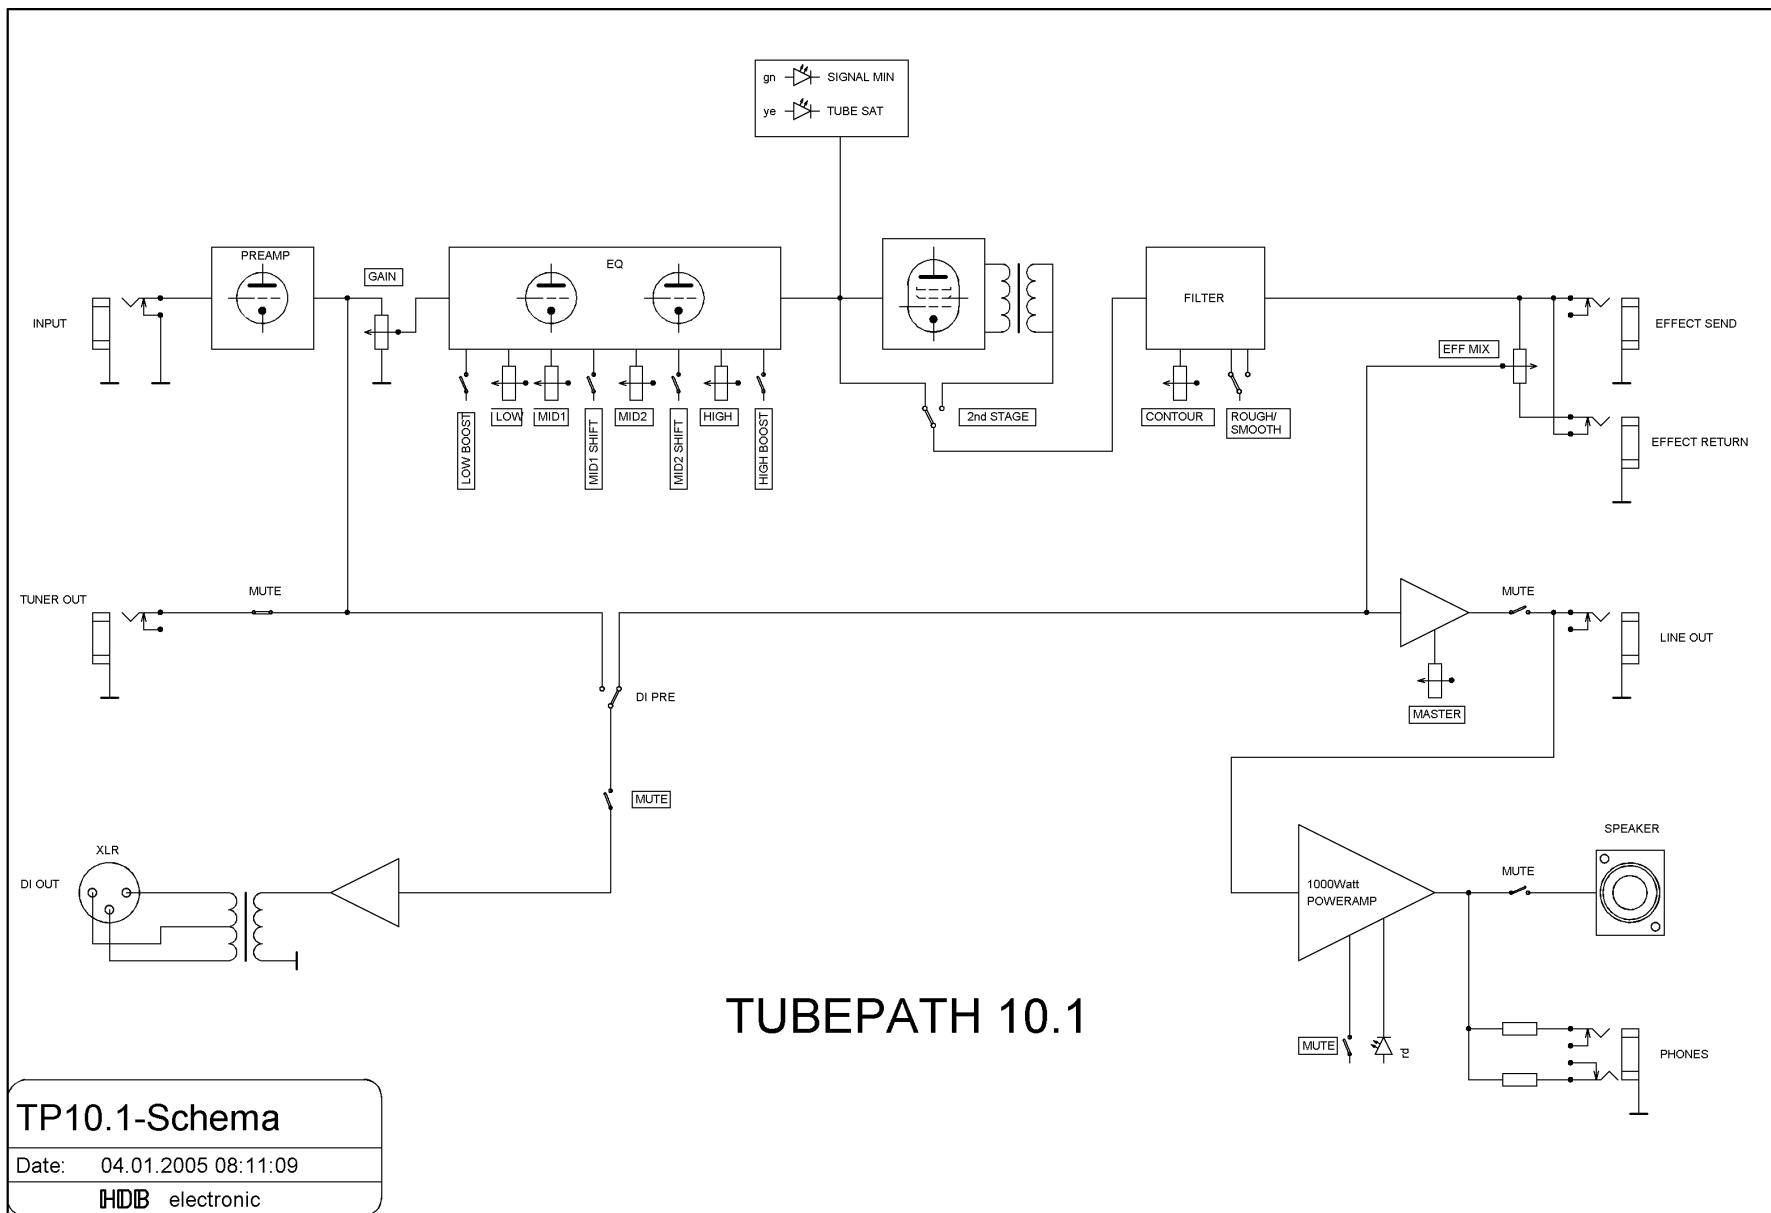 gn SIGNAL MIN
ye TUBE SAT
PREAMP
GAIN
EQ
FILTER
INPUT
EFFECT SEND
EFF MIX
LOW BOOST
LOW
MID1
MID1 SHIFT
MID2
MID2 SHIFT
HIGH
HIGH BOOST
2nd STAGE
CONTOUR
ROUGH/
SMOOTH
EFFECT RETURN
TUNER OUT
MUTE
MUTE
LINE OUT
DI PRE
MASTER
MUTE
XLR
DI OUT
1000Watt
POWERAMP
MUTE
SPEAKER
MUTE
rd
PHONES
TUBEPATH 10.1
TP10.1-Schema
Date: 04.01.2005 08:11:09
HDB electronic